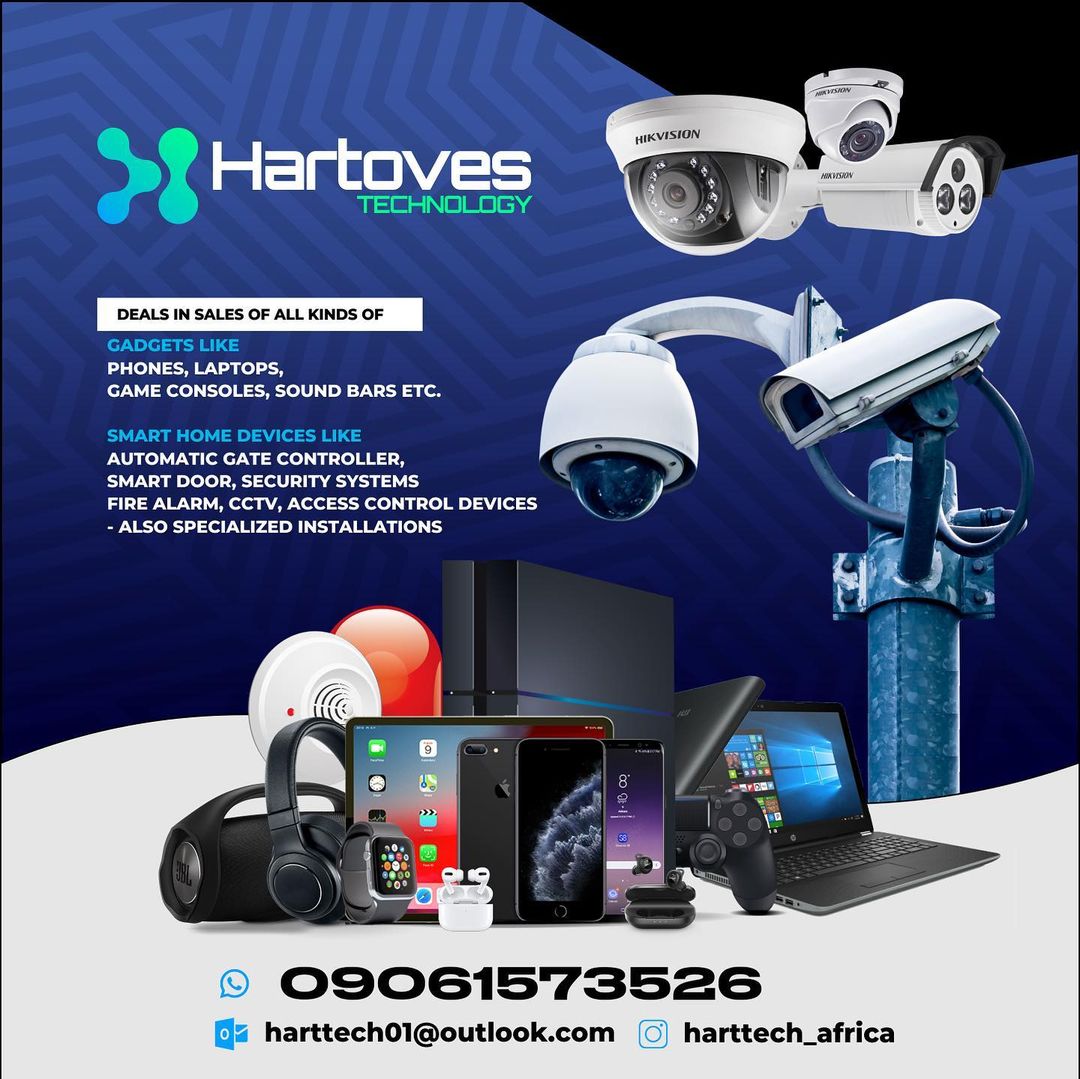 Hartoves
TECHNOLOGY
HIKVISION
HIKVISION
HIKVISION
DEALS IN SALES OF ALL KINDS OF
GADGETS LIKE
PHONES, LAPTOPS,
GAME CONSOLES, SOUND BARS ETC.
SMART HOME DEVICES LIKE
AUTOMATIC GATE CONTROLLER,
SMART DOOR, SECURITY SYSTEMS
FIRE ALARM, CCTV, ACCESS CONTROL DEVICES
- ALSO SPECIALIZED INSTALLATIONS
JBL
9
8°
09061573526
harttech01@outlook.com
harttech_africa